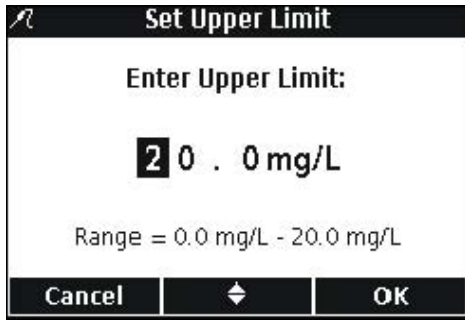 Set Upper Limit
Enter Upper Limit:
20.0 mg/L
Range = 0.0 mg/L - 20.0 mg/L
Cancel OK